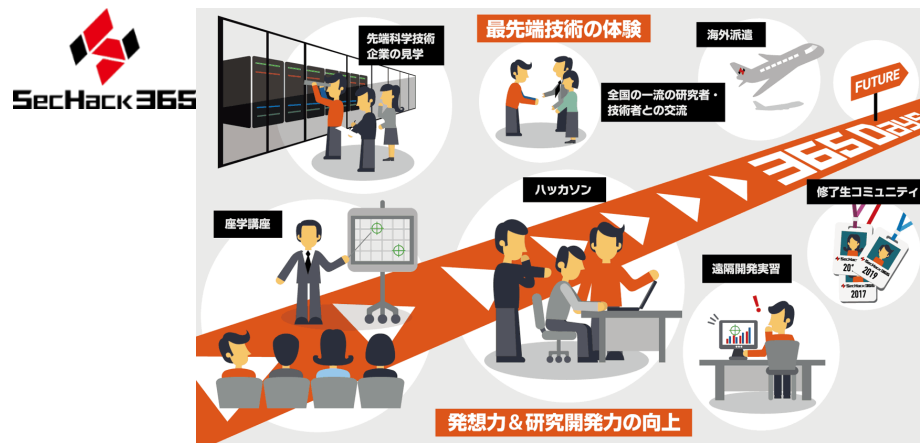 SecHack365
先端科学技術
企業の見学
最先端技術の体験
海外派遣
全国の一流の研究者・
技術者との交流
FUTURE
365 Days
ハッカソン
修了生コミュニティ
座学講座
遠隔開発実習
SecHack365
2019
SecHack365
2017
発想力&研究開発力の向上